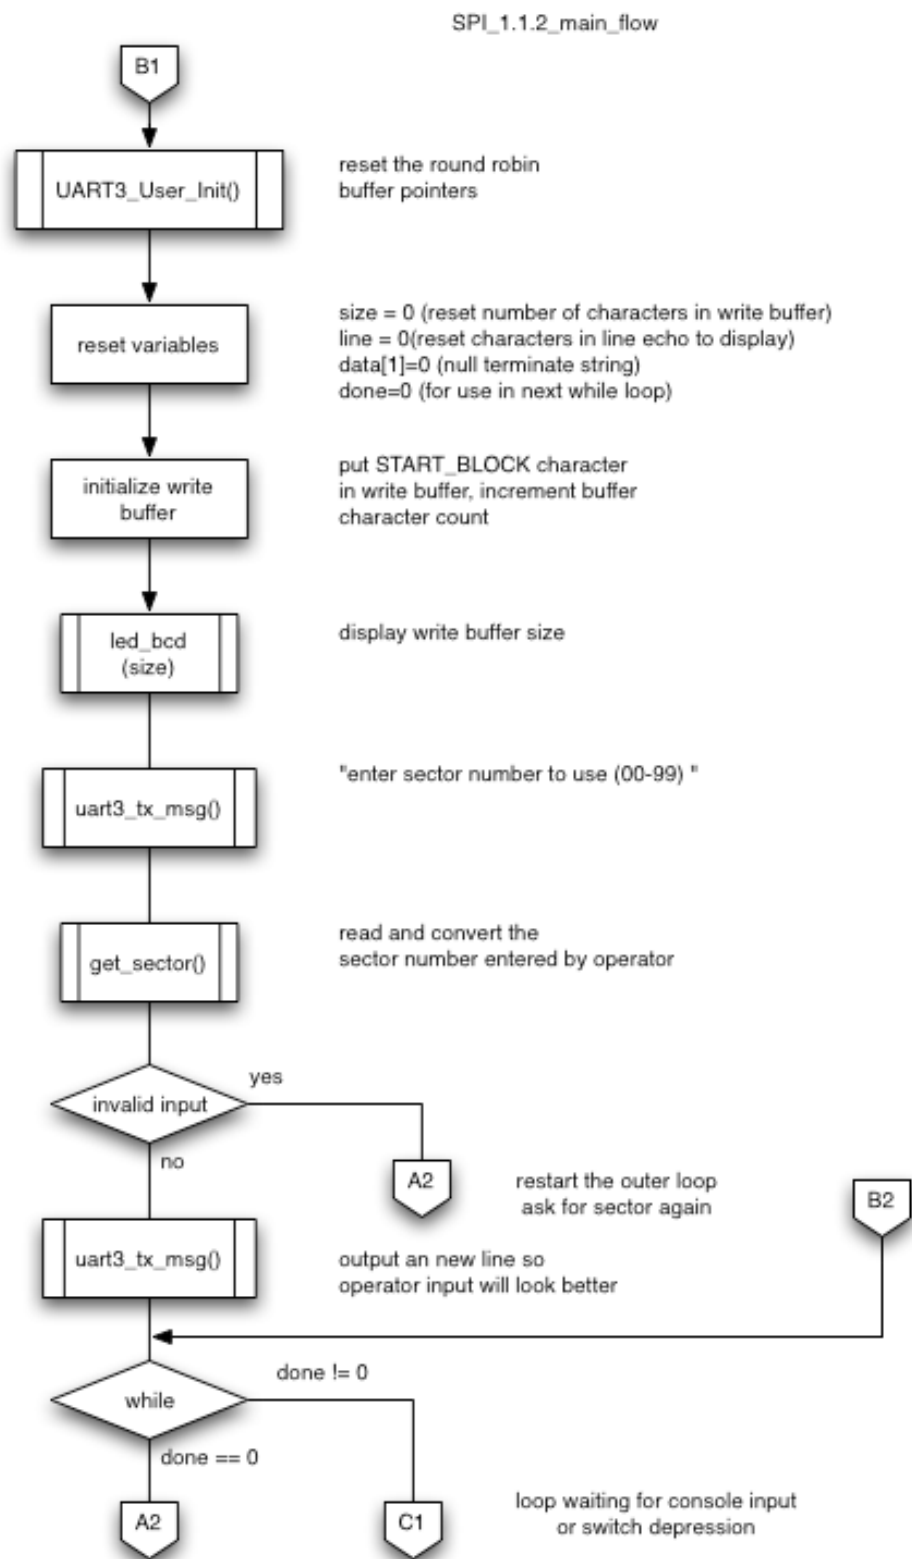 SPI_1.1.2_main_flow
B1
UART3_User_Init()
reset the round robin
buffer pointers
reset variables
size = 0 (reset number of characters in write buffer)
line = 0(reset characters in line echo to display)
data[1]=0 (null terminate string)
done=0 (for use in next while loop)
initialize write
buffer
put START_BLOCK character
in write buffer, increment buffer
character count
led_bcd
(size)
display write buffer size
uart3_tx_msg()
"enter sector number to use (00-99) "
get_sector()
read and convert the
sector number entered by operator
invalid input
yes
no
A2
restart the outer loop
ask for sector again
B2
uart3_tx_msg()
output an new line so
operator input will look better
while
done != 0
done == 0
A2
C1
loop waiting for console input
or switch depression